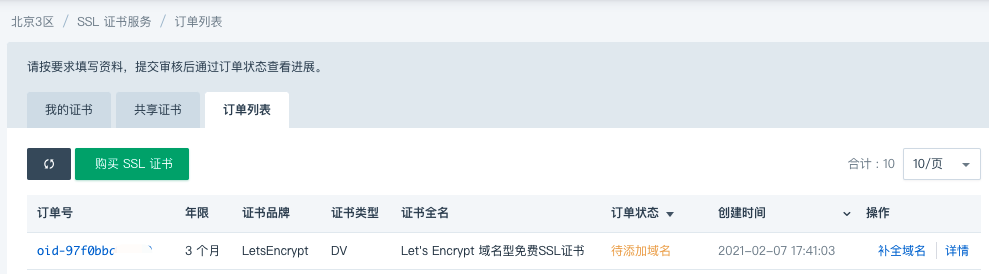 北京3区 / SSL 证书服务 / 订单列表
请按要求填写资料，提交审核后通过订单状态查看进展。
我的证书 共享证书 订单列表
购买 SSL 证书 合计 : 10 10/页
订单号 年限 证书品牌 证书类型 证书全名 订单状态 创建时间 操作
oid-97f0bbc 3 个月 LetsEncrypt DV Let's Encrypt 域名型免费SSL证书 待添加域名 2021-02-07 17:41:03 补全域名 详情